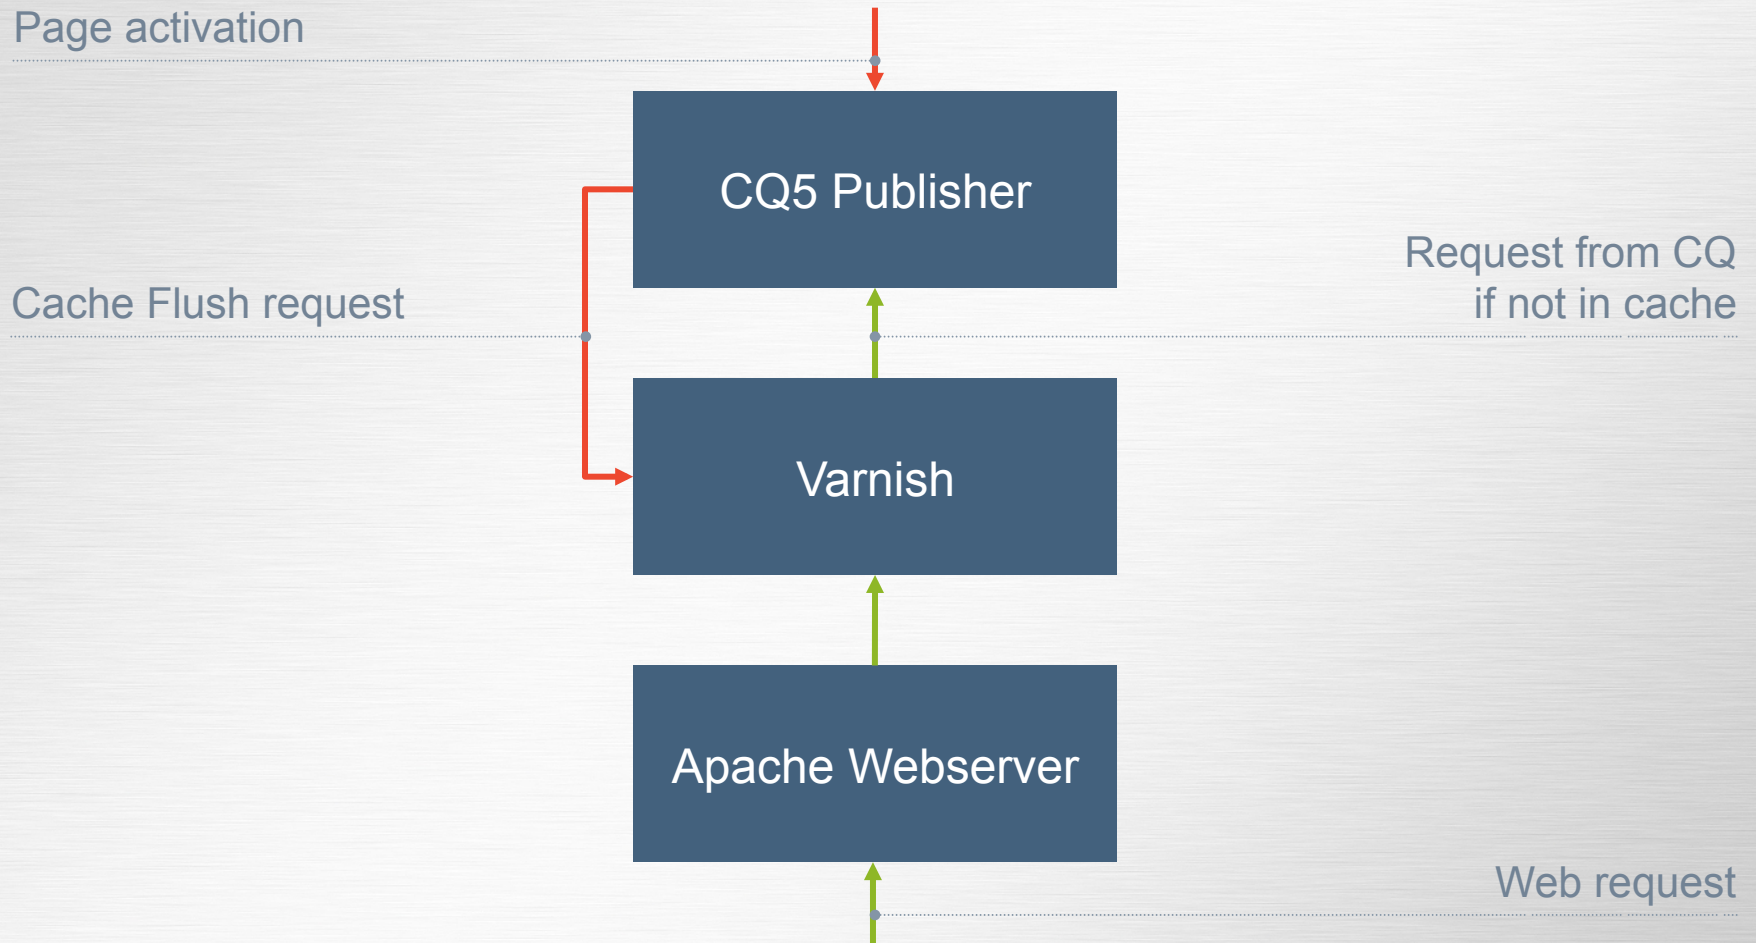 Page activation
CQ5 Publisher
Request from CQ
if not in cache
Cache Flush request
Varnish
Apache Webserver
Web request